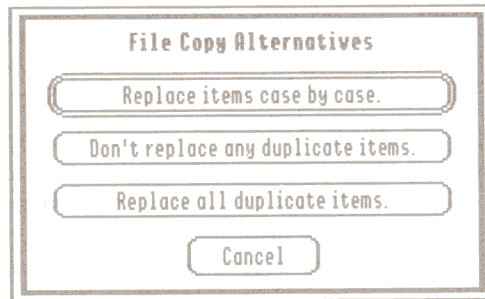 File Copy Alternatives
Replace items case by case.
Don't replace any duplicate items.
Replace all duplicate items.
Cancel